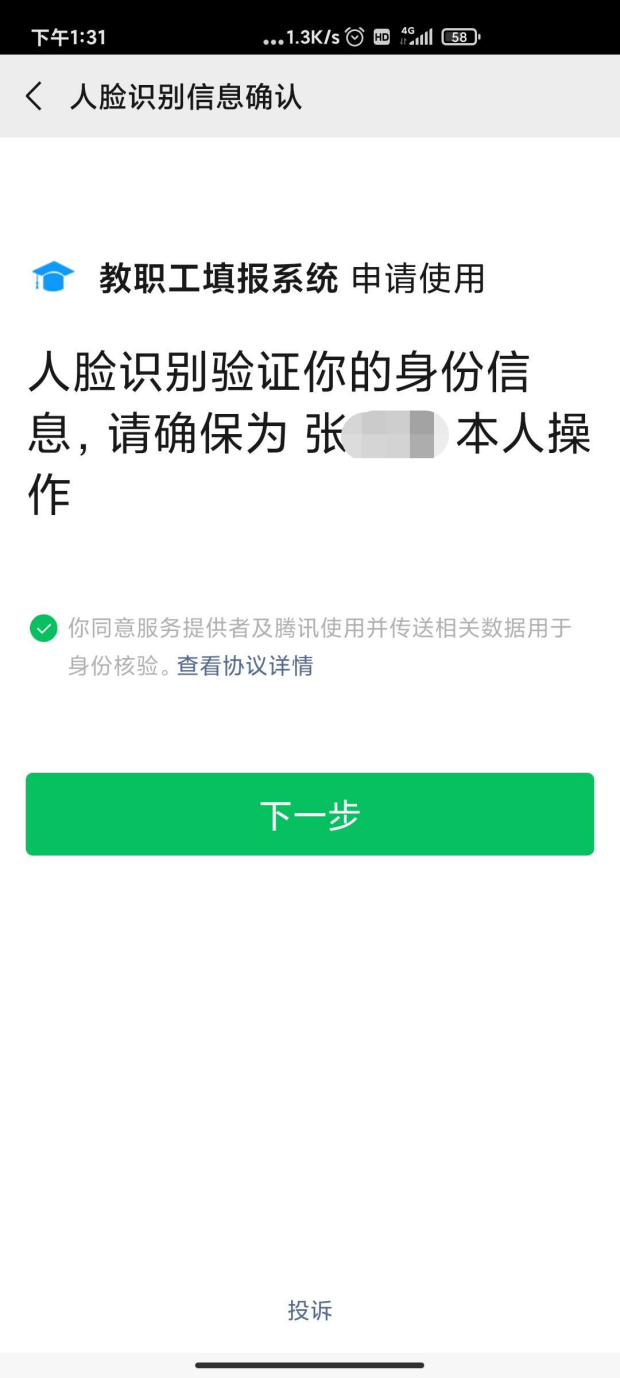 下午1:31
...1.3K/s HD 4G 58
人脸识别信息确认
教职工填报系统 申请使用
人脸识别验证你的身份信
息，请确保为 张 本人操
作
你同意服务提供者及腾讯使用并传送相关数据用于
身份核验。查看协议详情
下一步
投诉